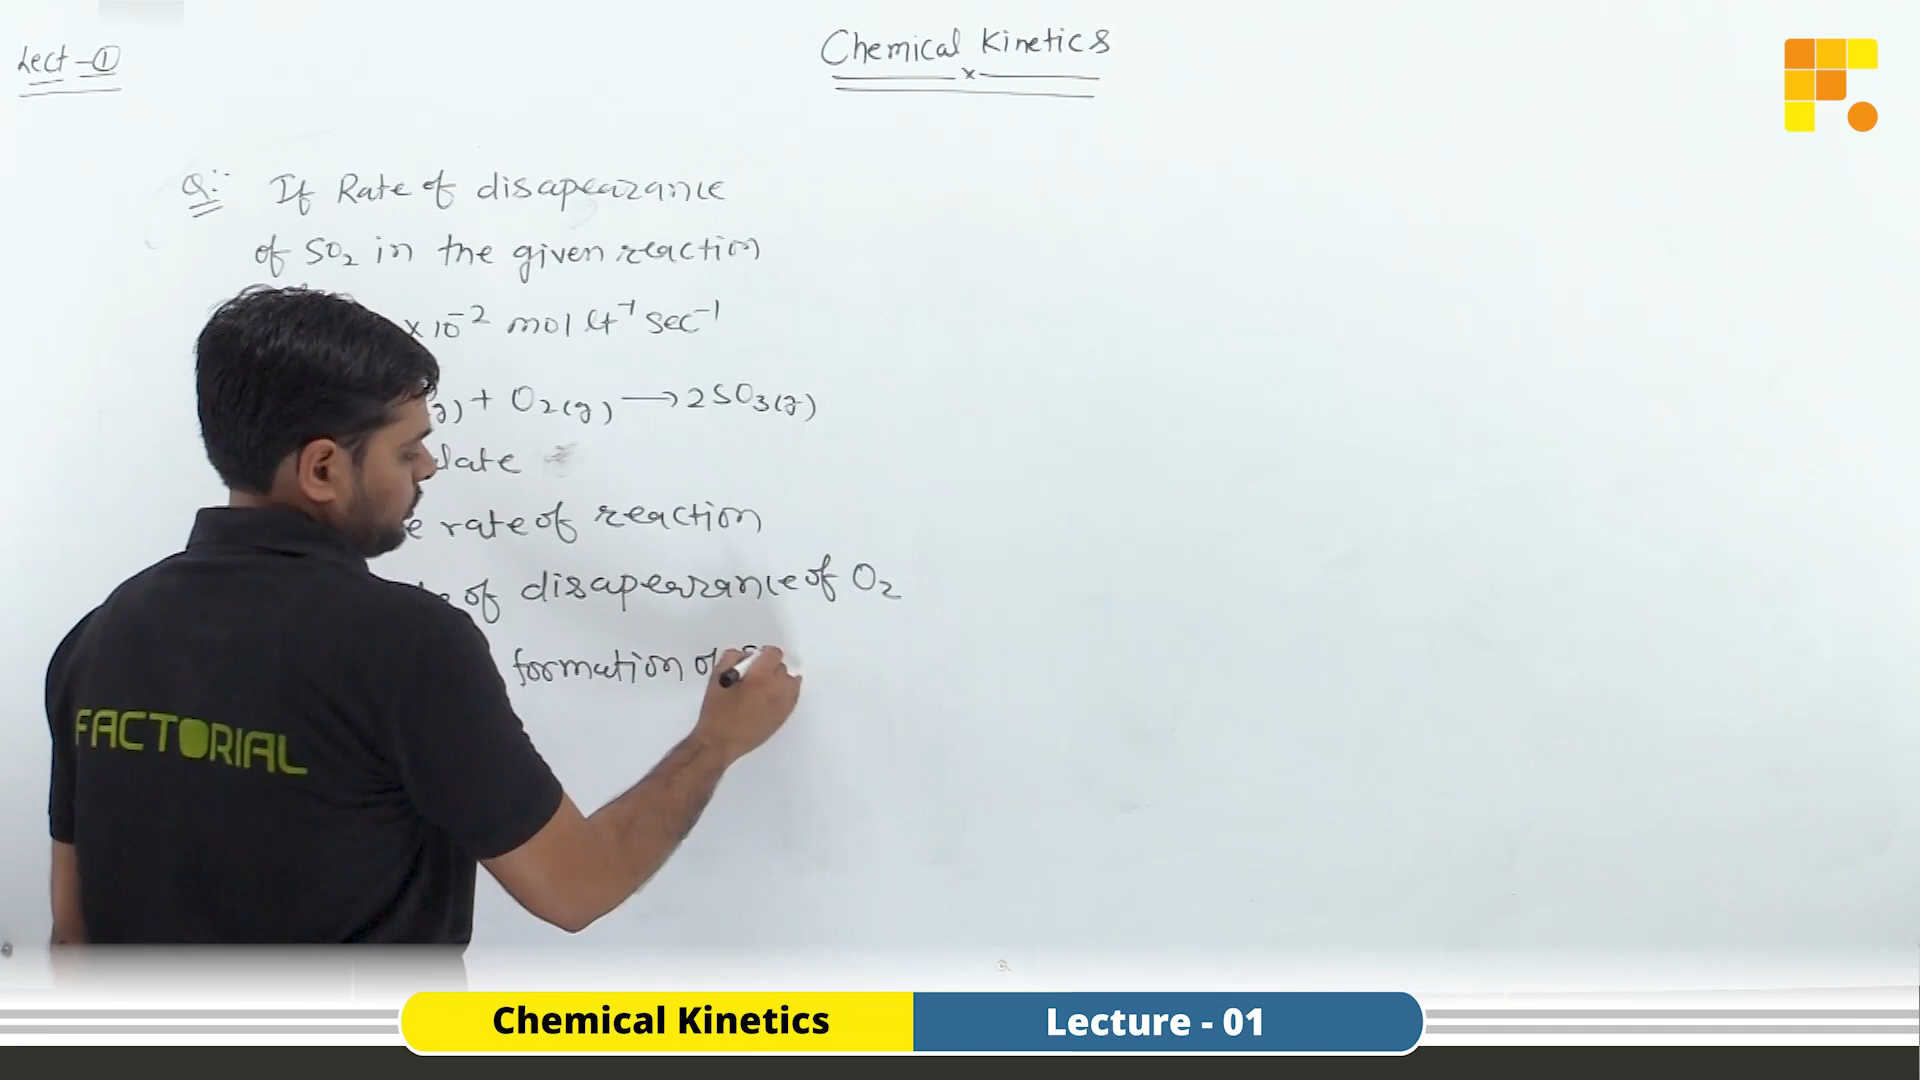 Lect-①
Chemical Kinetics
x
Q:- If Rate of disapearance
of SO₂ in the given reaction
×10⁻² mol lt⁻¹ sec⁻¹
+ O₂(g) → 2SO₃(g)
rate of reaction
of disapearance of O₂
formation of
FACTORIAL
Chemical Kinetics
Lecture - 01